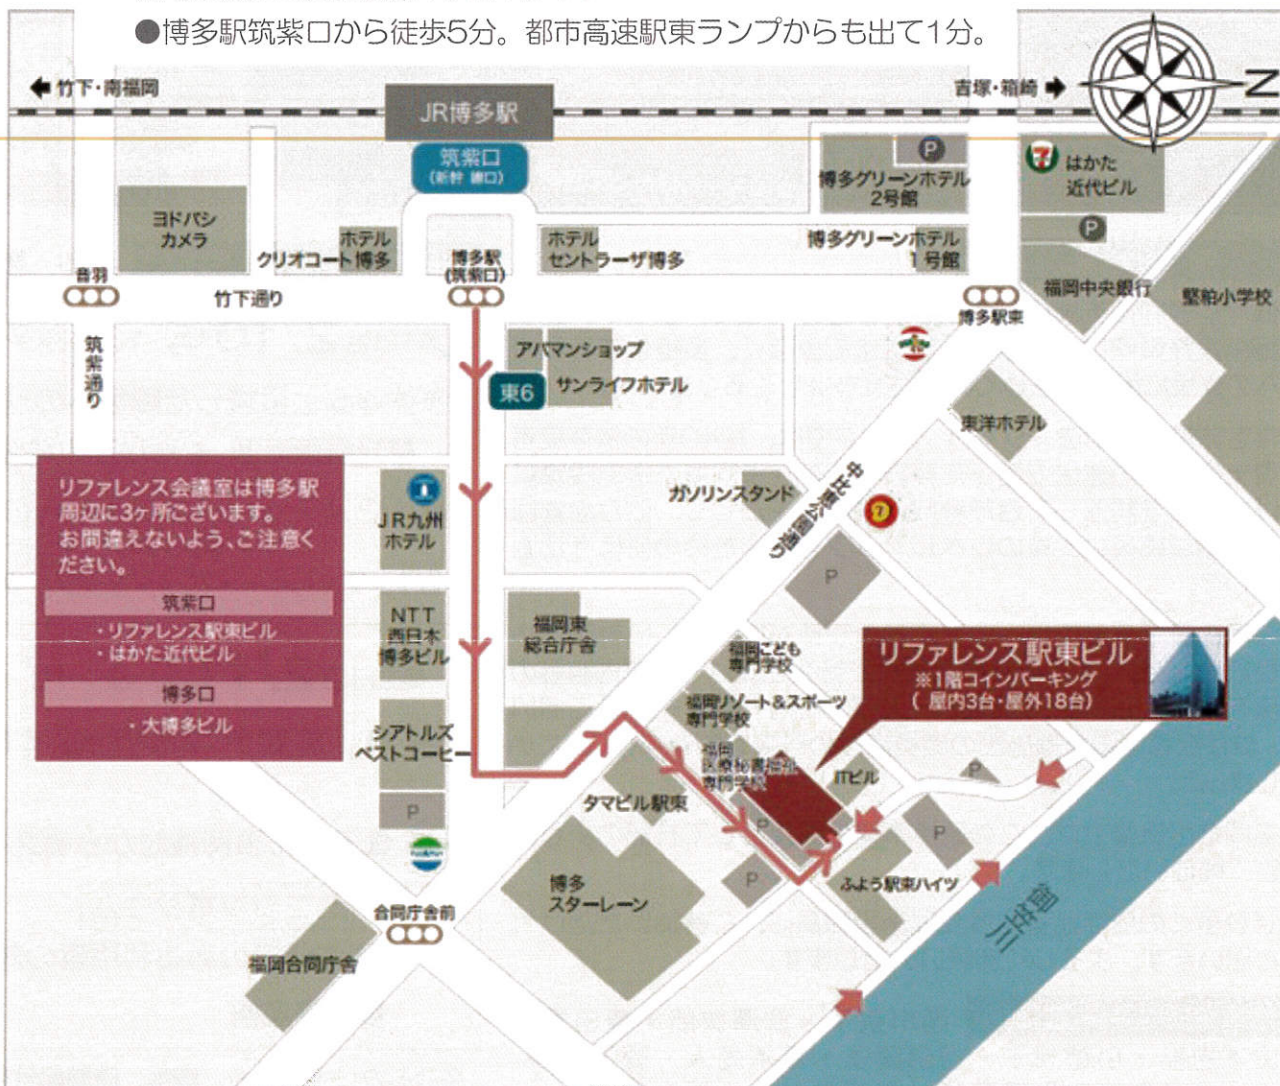 ●博多駅筑紫口から徒歩5分。都市高速駅東ランプからも出て1分。
竹下・南福岡
JR博多駅
吉塚・箱崎
N
筑紫口
(新幹線口)
P
博多グリーンホテル
2号館
はかた
近代ビル
P
ヨドバシ
カメラ
ホテル
クリオコート博多
博多駅
(筑紫口)
ホテル
セントラーザ博多
博多グリーンホテル
1号館
音羽
竹下通り
博多駅東
福岡中央銀行
堅粕小学校
筑紫通り
アパマンショップ
東6
サンライフホテル
東洋ホテル
リファレンス会議室は博多駅
周辺に3ヶ所ございます。
お間違えないよう、ご注意く
ださい。
筑紫口
・リファレンス駅東ビル
・はかた近代ビル
博多口
・大博多ビル
JR九州
ホテル
ガソリンスタンド
中比恵公園通り
7
P
NTT
西日本
博多ビル
福岡東
総合庁舎
福岡こども
専門学校
リファレンス駅東ビル
※1階コインパーキング
( 屋内3台・屋外18台)
福岡リゾート&スポーツ
専門学校
シアトルズ
ベストコーヒー
福岡
医療秘書福祉
専門学校
ITビル
P
タマビル駅東
P
P
P
P
博多
スターレーン
ふよう駅東ハイツ
御笠川
合同庁舎前
福岡合同庁舎